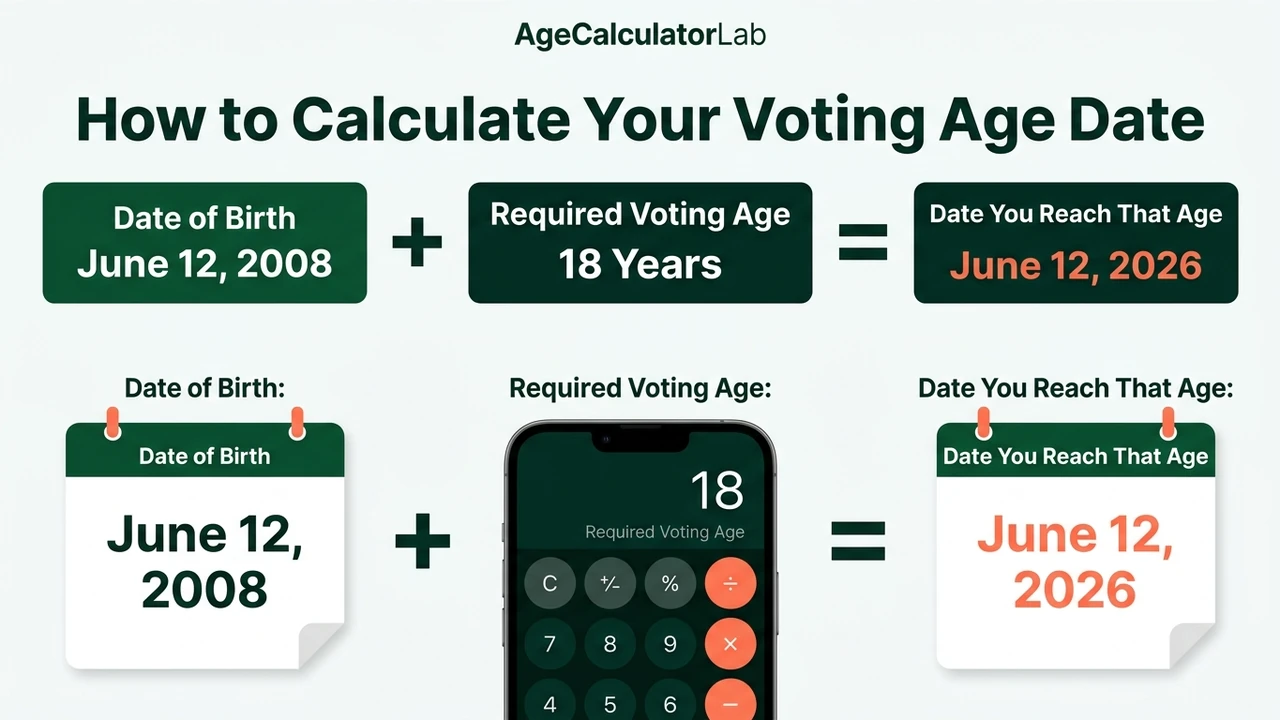 AgeCalculatorLab
How to Calculate Your Voting Age Date
Date of Birth
June 12, 2008
+
Required Voting Age
18 Years
=
Date You Reach That Age
June 12, 2026
Date of Birth:
Date of Birth
June 12,
2008
+
Required Voting Age:
18
Required Voting Age
C +/- % ÷
7 8 9 ×
4 5 6 −
=
Date You Reach That Age:
Date You Reach That Age
June 12,
2026